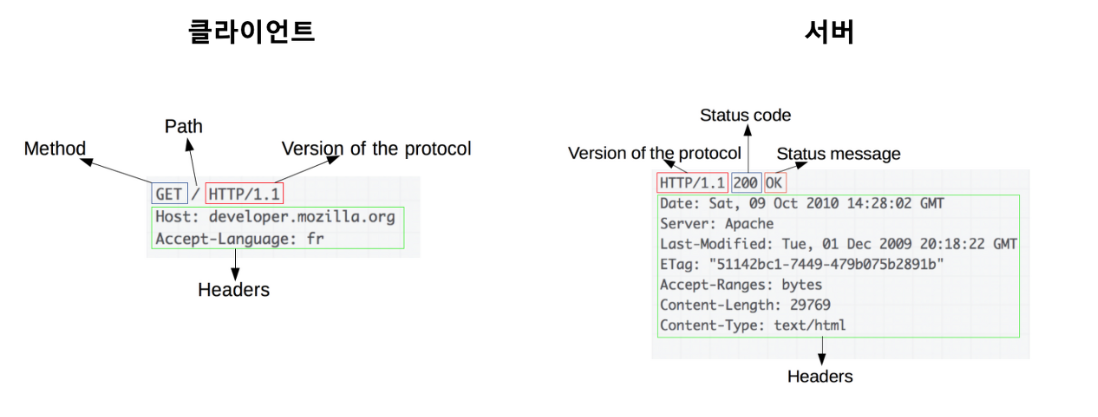 클라이언트
Path
Method
Version of the protocol
GET / HTTP/1.1
Host: developer.mozilla.org
Accept-Language: fr
Headers
서버
Status code
Version of the protocol
Status message
HTTP/1.1 200 OK
Date: Sat, 09 Oct 2010 14:28:02 GMT
Server: Apache
Last-Modified: Tue, 01 Dec 2009 20:18:22 GMT
ETag: "51142bc1-7449-479b075b2891b"
Accept-Ranges: bytes
Content-Length: 29769
Content-Type: text/html
Headers